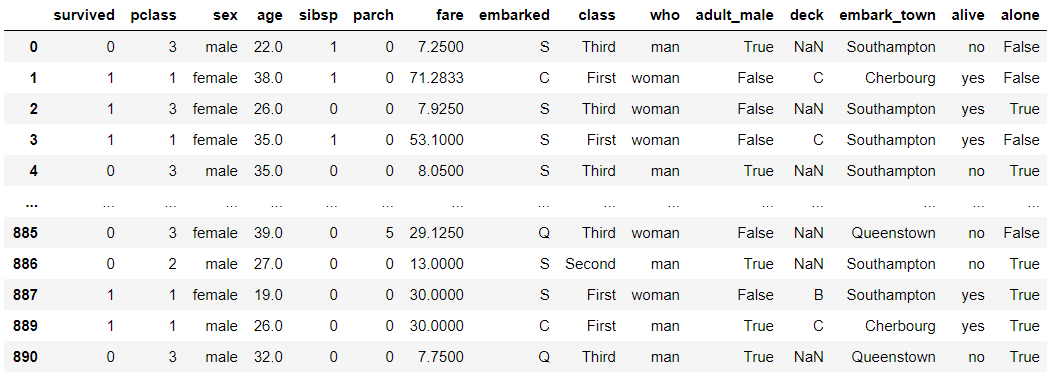 survived pclass sex age sibsp parch fare embarked class who adult_male deck embark_town alive alone
0 0 3 male 22.0 1 0 7.2500 S Third man True NaN Southampton no False
1 1 1 female 38.0 1 0 71.2833 C First woman False C Cherbourg yes False
2 1 3 female 26.0 0 0 7.9250 S Third woman False NaN Southampton yes True
3 1 1 female 35.0 1 0 53.1000 S First woman False C Southampton yes False
4 0 3 male 35.0 0 0 8.0500 S Third man True NaN Southampton no True
... ... ... ... ... ... ... ... ... ... ... ... ... ... ... ...
885 0 3 female 39.0 0 5 29.1250 Q Third woman False NaN Queenstown no False
886 0 2 male 27.0 0 0 13.0000 S Second man True NaN Southampton no True
887 1 1 female 19.0 0 0 30.0000 S First woman False B Southampton yes True
889 1 1 male 26.0 0 0 30.0000 C First man True C Cherbourg yes True
890 0 3 male 32.0 0 0 7.7500 Q Third man True NaN Queenstown no True